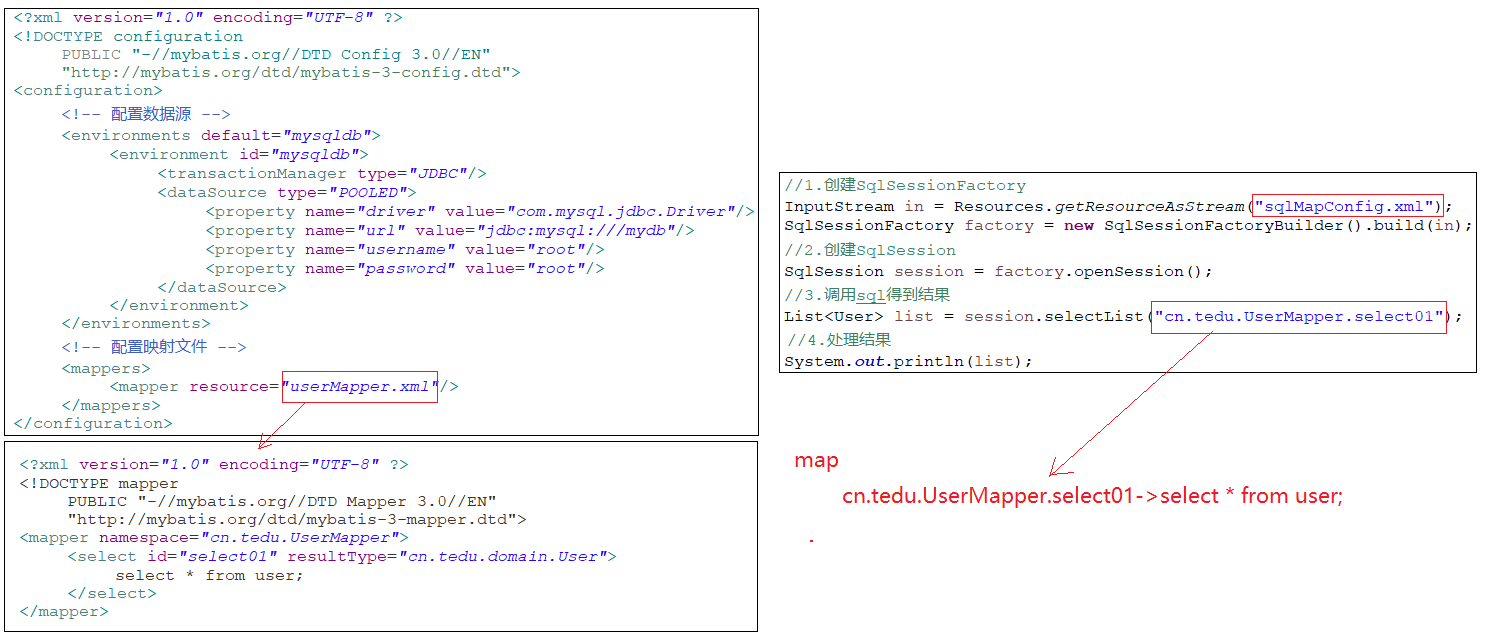 <?xml version="1.0" encoding="UTF-8" ?>
<!DOCTYPE configuration
PUBLIC "-//mybatis.org//DTD Config 3.0//EN"
"http://mybatis.org/dtd/mybatis-3-config.dtd">
<configuration>
<!-- 配置数据源 -->
<environments default="mysqldb">
<environment id="mysqldb">
<transactionManager type="JDBC"/>
<dataSource type="POOLED">
<property name="driver" value="com.mysql.jdbc.Driver"/>
<property name="url" value="jdbc:mysql:///mydb"/>
<property name="username" value="root"/>
<property name="password" value="root"/>
</dataSource>
</environment>
</environments>
<!-- 配置映射文件 -->
<mappers>
<mapper resource="userMapper.xml"/>
</mappers>
</configuration>
<?xml version="1.0" encoding="UTF-8" ?>
<!DOCTYPE mapper
PUBLIC "-//mybatis.org//DTD Mapper 3.0//EN"
"http://mybatis.org/dtd/mybatis-3-mapper.dtd">
<mapper namespace="cn.tedu.UserMapper">
<select id="select01" resultType="cn.tedu.domain.User">
select * from user;
</select>
</mapper>
//1.创建SqlSessionFactory
InputStream in = Resources.getResourceAsStream("sqlMapConfig.xml");
SqlSessionFactory factory = new SqlSessionFactoryBuilder().build(in);
//2.创建SqlSession
SqlSession session = factory.openSession();
//3.调用sql得到结果
List<User> list = session.selectList("cn.tedu.UserMapper.select01");
//4.处理结果
System.out.println(list);
map
cn.tedu.UserMapper.select01->select * from user;